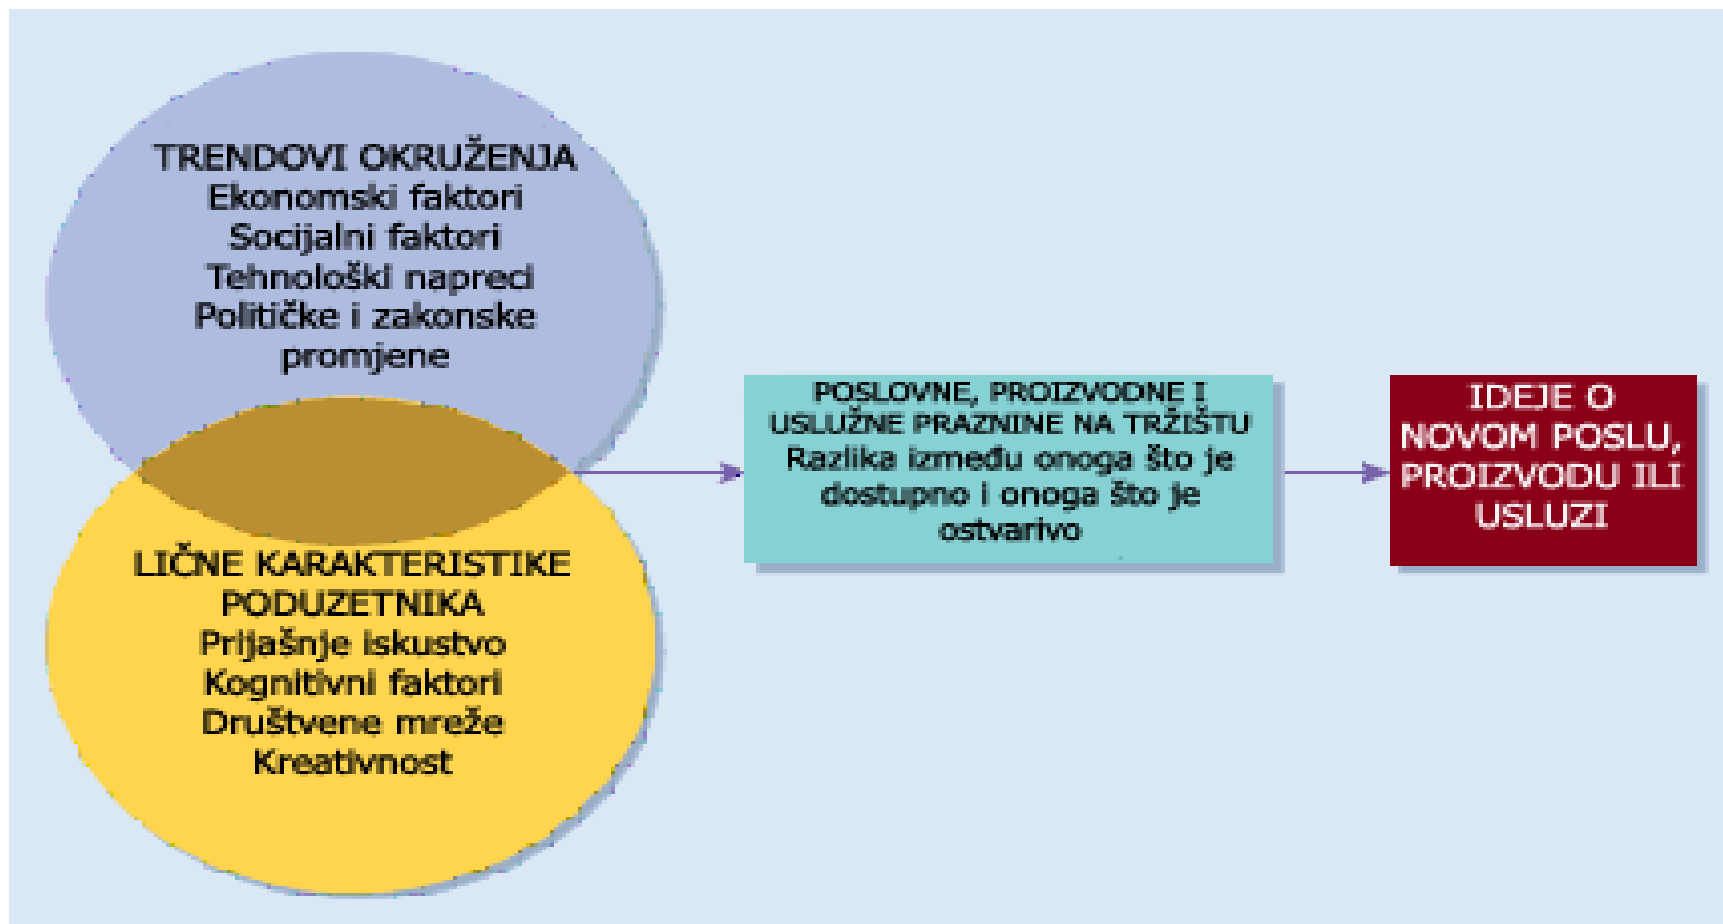 TRENDOVI OKRUŽENJA
Ekonomski faktori
Socijalni faktori
Tehnološki napreci
Političke i zakonske
promjene
LIČNE KARAKTERISTIKE
PODUZETNIKA
Prijašnje iskustvo
Kognitivni faktori
Društvene mreže
Kreativnost
POSLOVNE, PROIZVODNE I
USLUŽNE PRAZNINE NA TRŽIŠTU
Razlika između onoga što je
dostupno i onoga što je
ostvarivo
IDEJE O
NOVOM POSLU,
PROIZVODU ILI
USLUZI